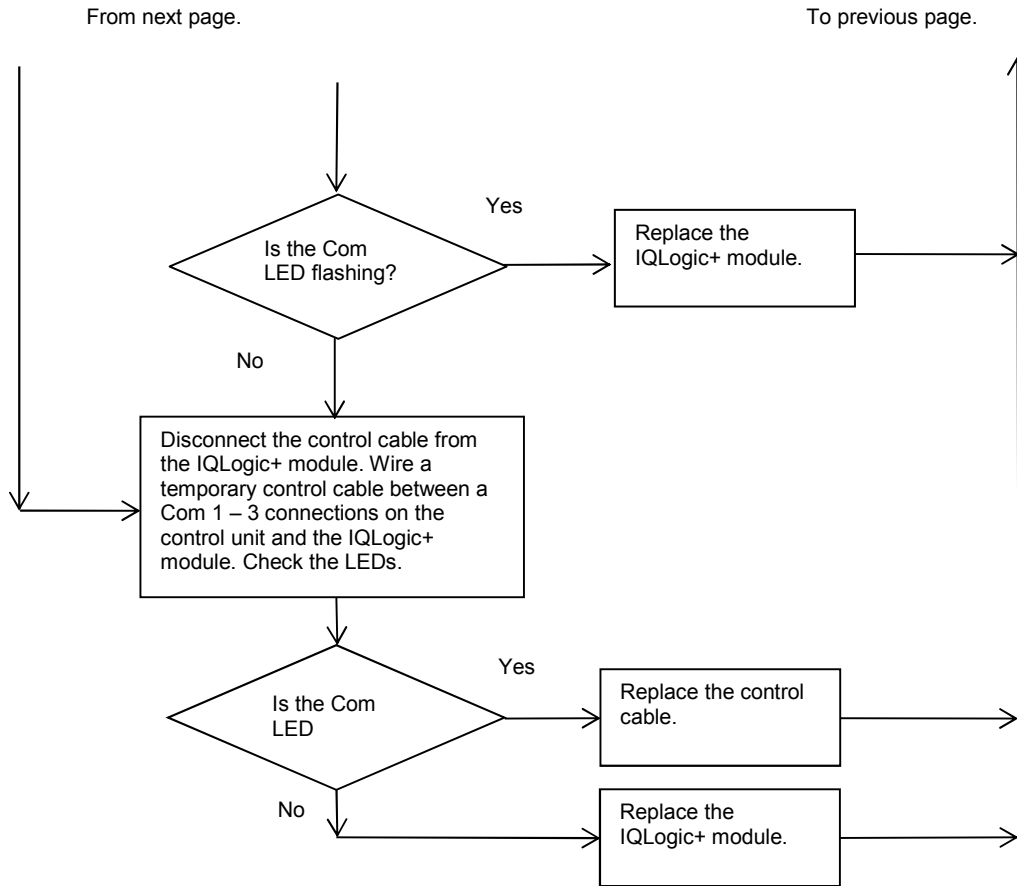 From next page.
To previous page.
Is the Com
LED flashing?
Yes
Replace the
IQLogic+ module.
No
Disconnect the control cable from
the IQLogic+ module. Wire a
temporary control cable between a
Com 1 – 3 connections on the
control unit and the IQLogic+
module. Check the LEDs.
Is the Com
LED
Yes
Replace the control
cable.
No
Replace the
IQLogic+ module.